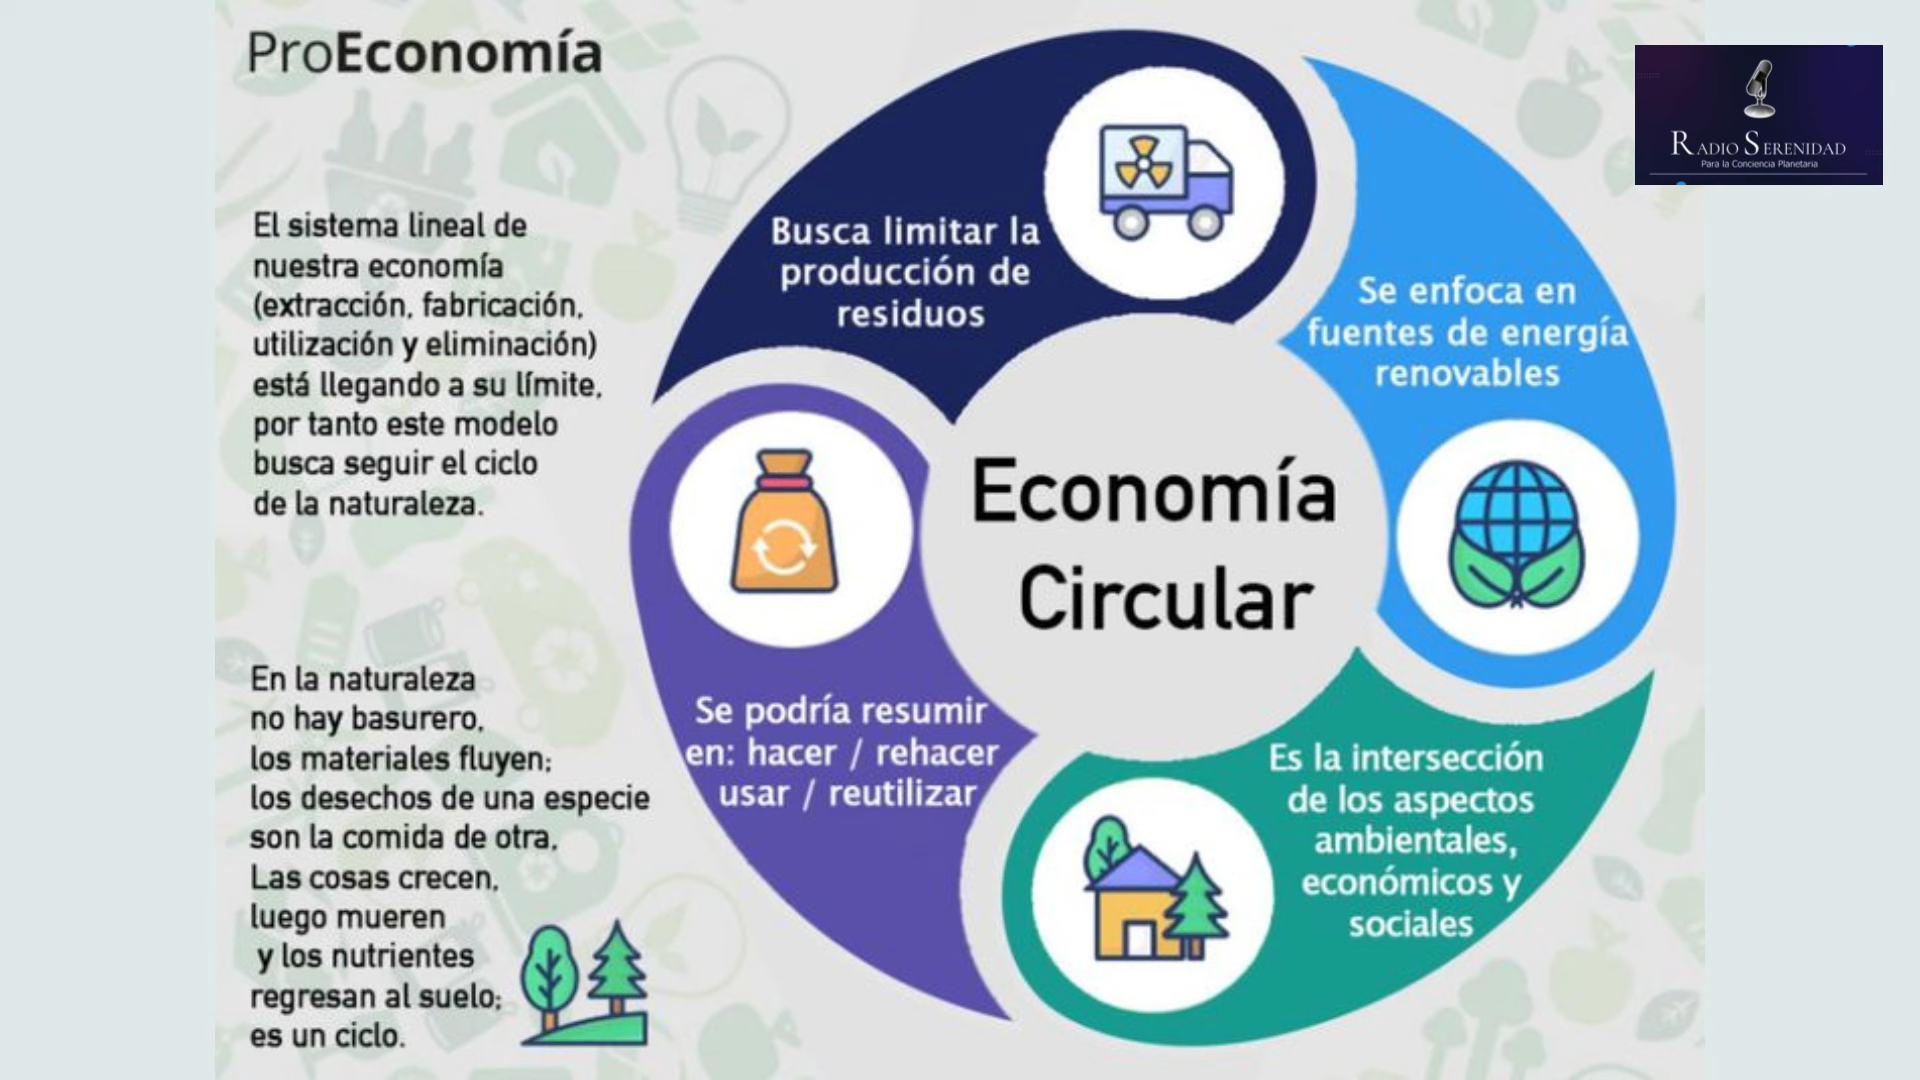 ProEconomía
El sistema lineal de
nuestra economía
(extracción, fabricación,
utilización y eliminación)
está llegando a su límite,
por tanto este modelo
busca seguir el ciclo
de la naturaleza.
En la naturaleza
no hay basurero,
los materiales fluyen;
los desechos de una especie
son la comida de otra,
Las cosas crecen,
luego mueren
y los nutrientes
regresan al suelo;
es un ciclo.
Busca limitar la
producción de
residuos
Se enfoca en
fuentes de energía
renovables
Economía
Circular
Se podría resumir
en: hacer / rehacer
usar / reutilizar
Es la intersección
de los aspectos
ambientales,
económicos y
sociales
RADIO SERENIDAD
Para la Conciencia Planetaria